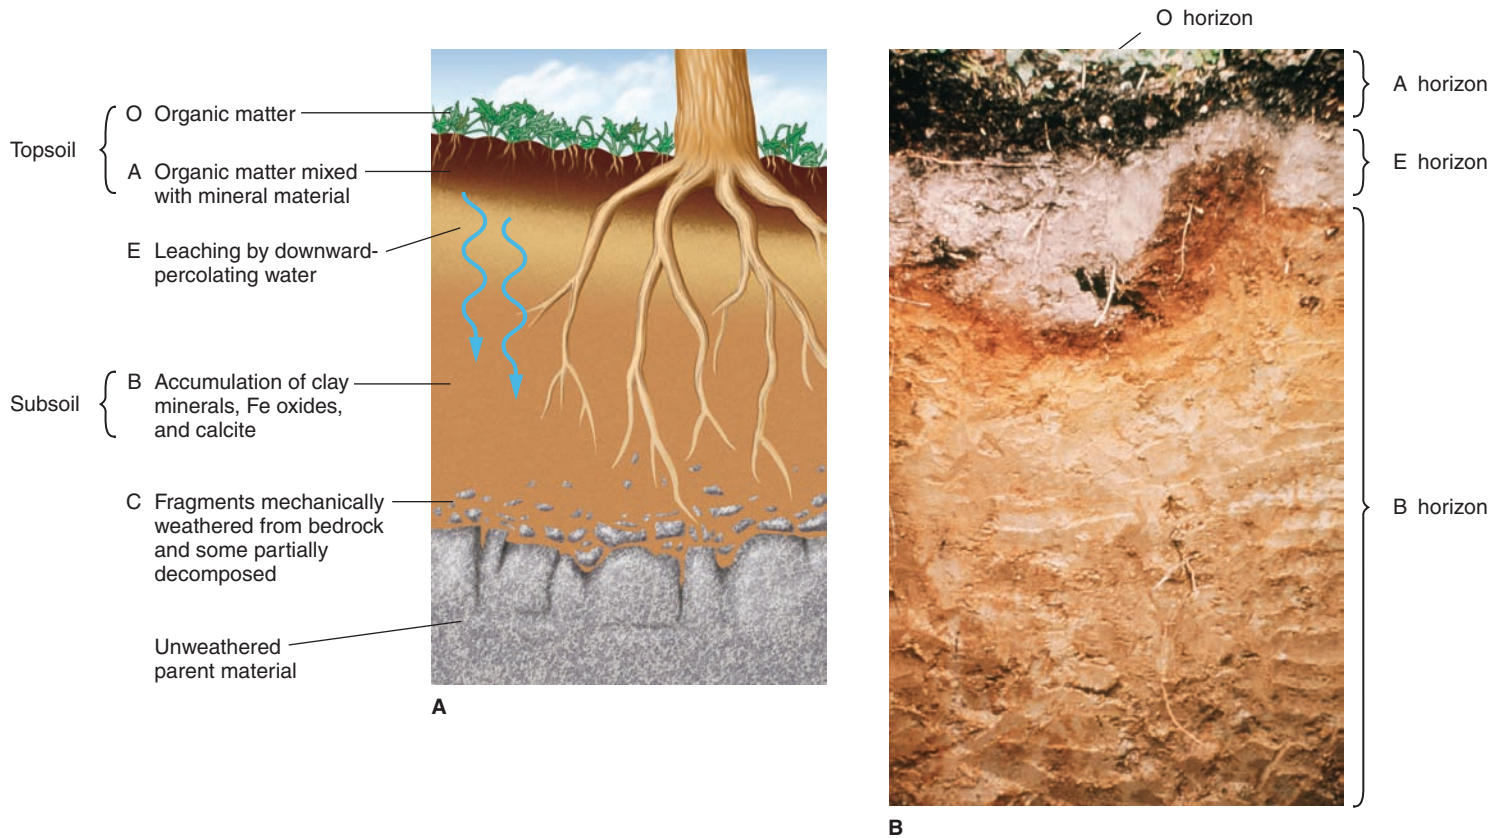 O horizon
Topsoil
O Organic matter
A Organic matter mixed
with mineral material
E Leaching by downward-
percolating water
Subsoil
B Accumulation of clay
minerals, Fe oxides,
and calcite
C Fragments mechanically
weathered from bedrock
and some partially
decomposed
Unweathered
parent material
A
A horizon
E horizon
B horizon
B